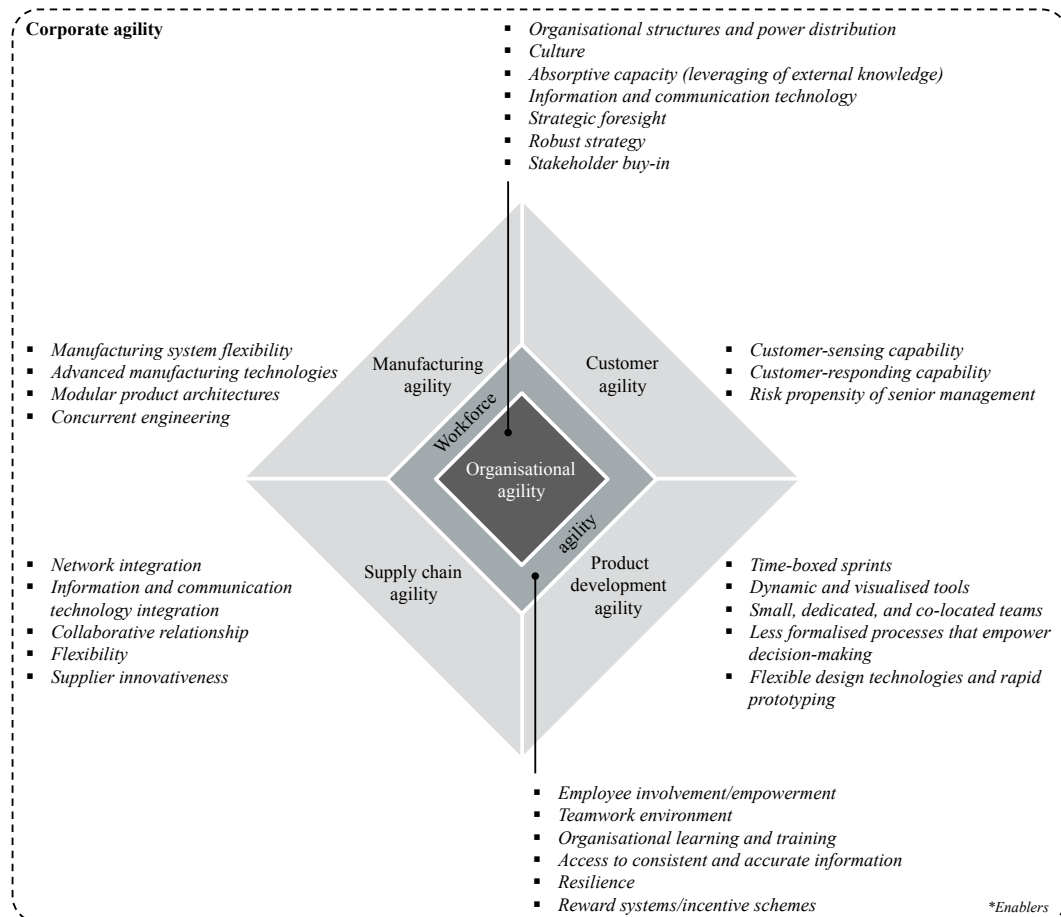 Corporate agility
▪ Organisational structures and power distribution
▪ Culture
▪ Absorptive capacity (leveraging of external knowledge)
▪ Information and communication technology
▪ Strategic foresight
▪ Robust strategy
▪ Stakeholder buy-in
▪ Manufacturing system flexibility
▪ Advanced manufacturing technologies
▪ Modular product architectures
▪ Concurrent engineering
Manufacturing
agility
Customer
agility
▪ Customer-sensing capability
▪ Customer-responding capability
▪ Risk propensity of senior management
Workforce
agility
Organisational
agility
▪ Network integration
▪ Information and communication
technology integration
▪ Collaborative relationship
▪ Flexibility
▪ Supplier innovativeness
Supply chain
agility
Product
development
agility
▪ Time-boxed sprints
▪ Dynamic and visualised tools
▪ Small, dedicated, and co-located teams
▪ Less formalised processes that empower
decision-making
▪ Flexible design technologies and rapid
prototyping
▪ Employee involvement/empowerment
▪ Teamwork environment
▪ Organisational learning and training
▪ Access to consistent and accurate information
▪ Resilience
▪ Reward systems/incentive schemes
*Enablers